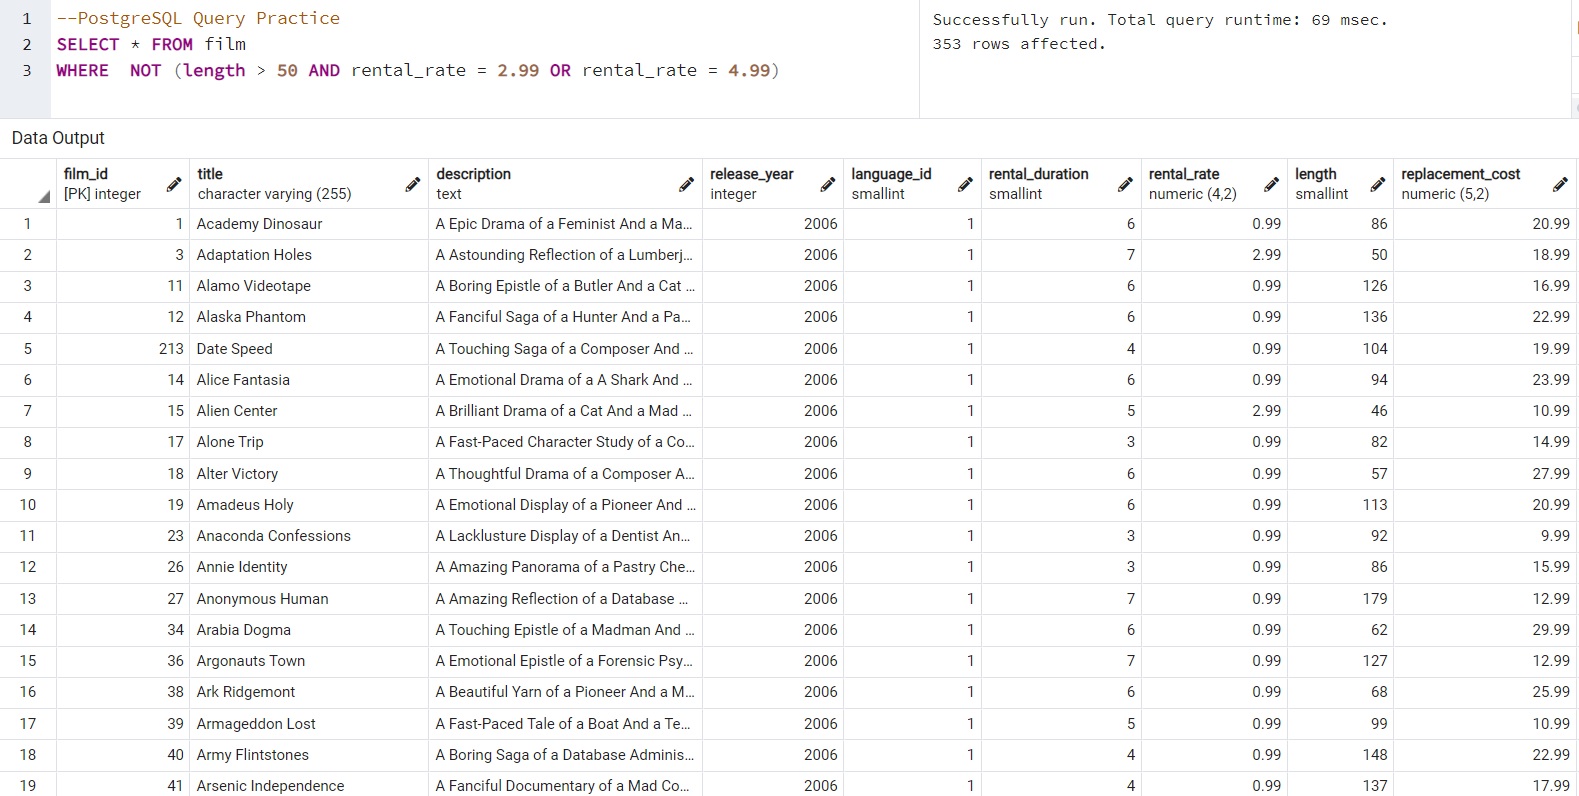 1 --PostgreSQL Query Practice
2 SELECT * FROM film
3 WHERE  NOT (length > 50 AND rental_rate = 2.99 OR rental_rate = 4.99)
Successfully run. Total query runtime: 69 msec.
353 rows affected.
Data Output
film_id title description release_year language_id rental_duration rental_rate length replacement_cost
[PK] integer character varying (255) text integer smallint smallint numeric (4,2) smallint numeric (5,2)
1 1 Academy Dinosaur A Epic Drama of a Feminist And a Ma... 2006 1 6 0.99 86 20.99
2 3 Adaptation Holes A Astounding Reflection of a Lumberj... 2006 1 7 2.99 50 18.99
3 11 Alamo Videotape A Boring Epistle of a Butler And a Cat ... 2006 1 6 0.99 126 16.99
4 12 Alaska Phantom A Fanciful Saga of a Hunter And a Pa... 2006 1 6 0.99 136 22.99
5 213 Date Speed A Touching Saga of a Composer And ... 2006 1 4 0.99 104 19.99
6 14 Alice Fantasia A Emotional Drama of a A Shark And ... 2006 1 6 0.99 94 23.99
7 15 Alien Center A Brilliant Drama of a Cat And a Mad ... 2006 1 5 2.99 46 10.99
8 17 Alone Trip A Fast-Paced Character Study of a Co... 2006 1 3 0.99 82 14.99
9 18 Alter Victory A Thoughtful Drama of a Composer A... 2006 1 6 0.99 57 27.99
10 19 Amadeus Holy A Emotional Display of a Pioneer And ... 2006 1 6 0.99 113 20.99
11 23 Anaconda Confessions A Lacklusture Display of a Dentist An... 2006 1 3 0.99 92 9.99
12 26 Annie Identity A Amazing Panorama of a Pastry Che... 2006 1 3 0.99 86 15.99
13 27 Anonymous Human A Amazing Reflection of a Database ... 2006 1 7 0.99 179 12.99
14 34 Arabia Dogma A Touching Epistle of a Madman And ... 2006 1 6 0.99 62 29.99
15 36 Argonauts Town A Emotional Epistle of a Forensic Psy... 2006 1 7 0.99 127 12.99
16 38 Ark Ridgemont A Beautiful Yarn of a Pioneer And a M... 2006 1 6 0.99 68 25.99
17 39 Armageddon Lost A Fast-Paced Tale of a Boat And a Te... 2006 1 5 0.99 99 10.99
18 40 Army Flintstones A Boring Saga of a Database Adminis... 2006 1 4 0.99 148 22.99
19 41 Arsenic Independence A Fanciful Documentary of a Mad Co... 2006 1 4 0.99 137 17.99